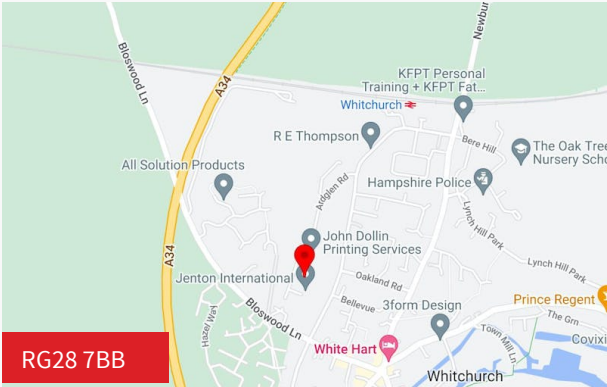 Bloswood Ln
A34
Newbur
KFPT Personal
Training + KFPT Fat...
Whitchurch
R E Thompson
Bere Hill
The Oak Tree
Nursery Scho
All Solution Products
Ardglen Rd
Hampshire Police
Lynch Hill Park
John Dollin
Printing Services
A34
Lynch Hill Park
Jenton International
Oakland Rd
Bellevue
Bloswood Ln
3form Design
Prince Regent
The Grn
Hazel Way
Town Mill Ln
Covixi
White Hart
RG28 7BB
Whitchurch